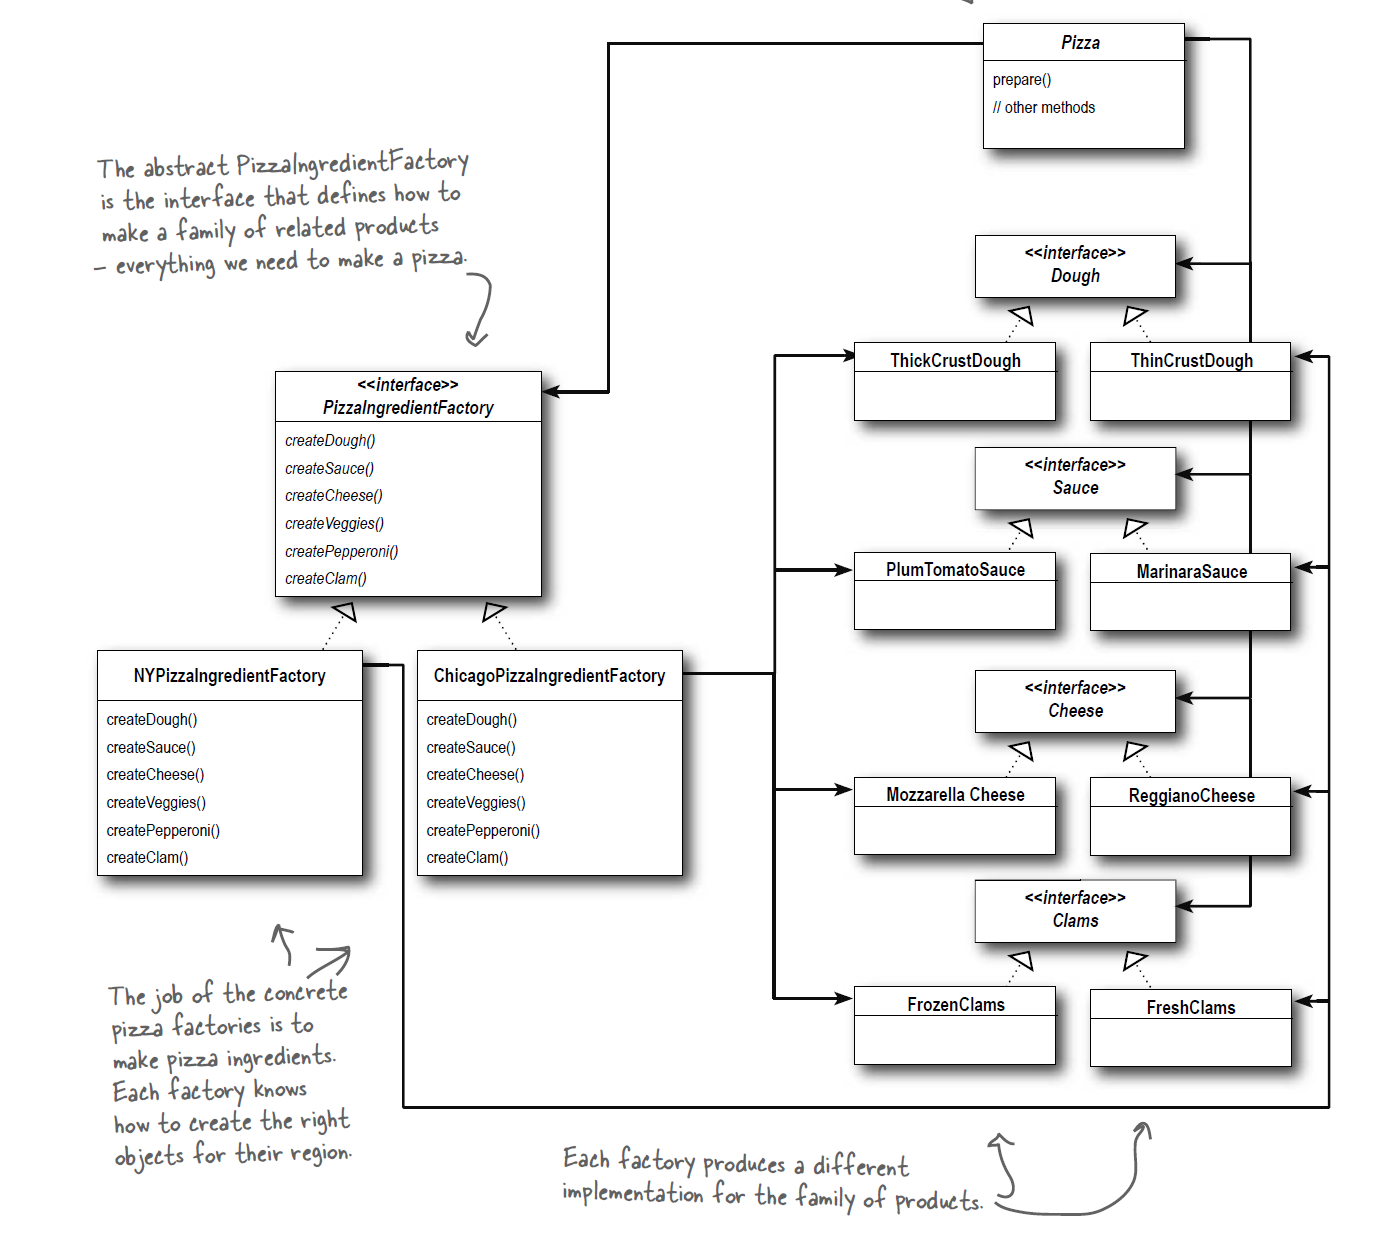 Pizza
prepare()
// other methods
The abstract PizzaIngredientFactory
is the interface that defines how to
make a family of related products
– everything we need to make a pizza.
<<interface>>
Dough
ThickCrustDough
ThinCrustDough
<<interface>>
PizzaIngredientFactory
createDough()
createSauce()
createCheese()
createVeggies()
createPepperoni()
createClam()
<<interface>>
Sauce
PlumTomatoSauce
MarinaraSauce
NYPizzaIngredientFactory
createDough()
createSauce()
createCheese()
createVeggies()
createPepperoni()
createClam()
ChicagoPizzaIngredientFactory
createDough()
createSauce()
createCheese()
createVeggies()
createPepperoni()
createClam()
<<interface>>
Cheese
Mozzarella Cheese
ReggianoCheese
<<interface>>
Clams
FrozenClams
FreshClams
The job of the concrete
pizza factories is to
make pizza ingredients.
Each factory knows
how to create the right
objects for their region.
Each factory produces a different
implementation for the family of products.